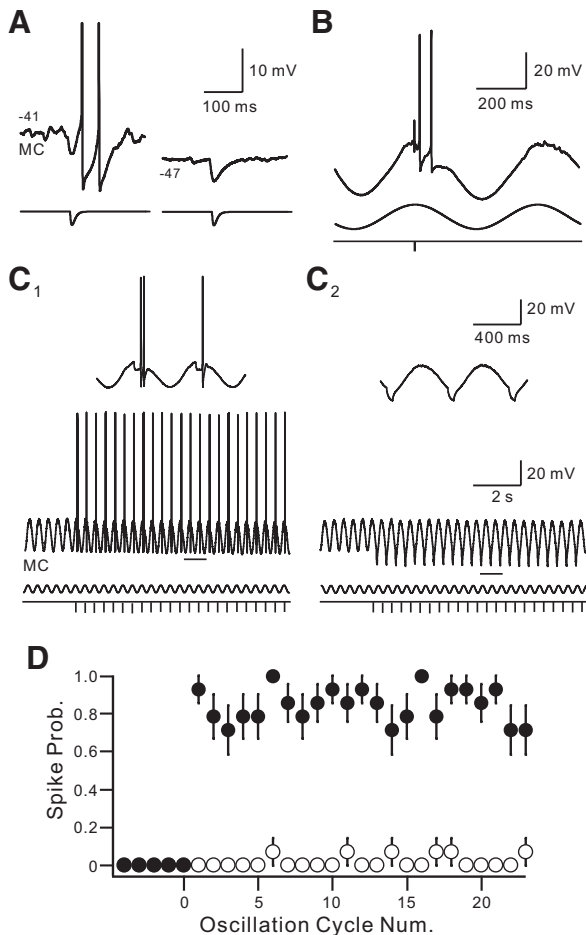 A
-41
MC
10 mV
100 ms
-47
B
20 mV
200 ms
C1
C2
20 mV
400 ms
20 mV
2 s
MC
D
Spike Prob.
1.0
0.8
0.6
0.4
0.2
0
0
5
10
15
20
Oscillation Cycle Num.